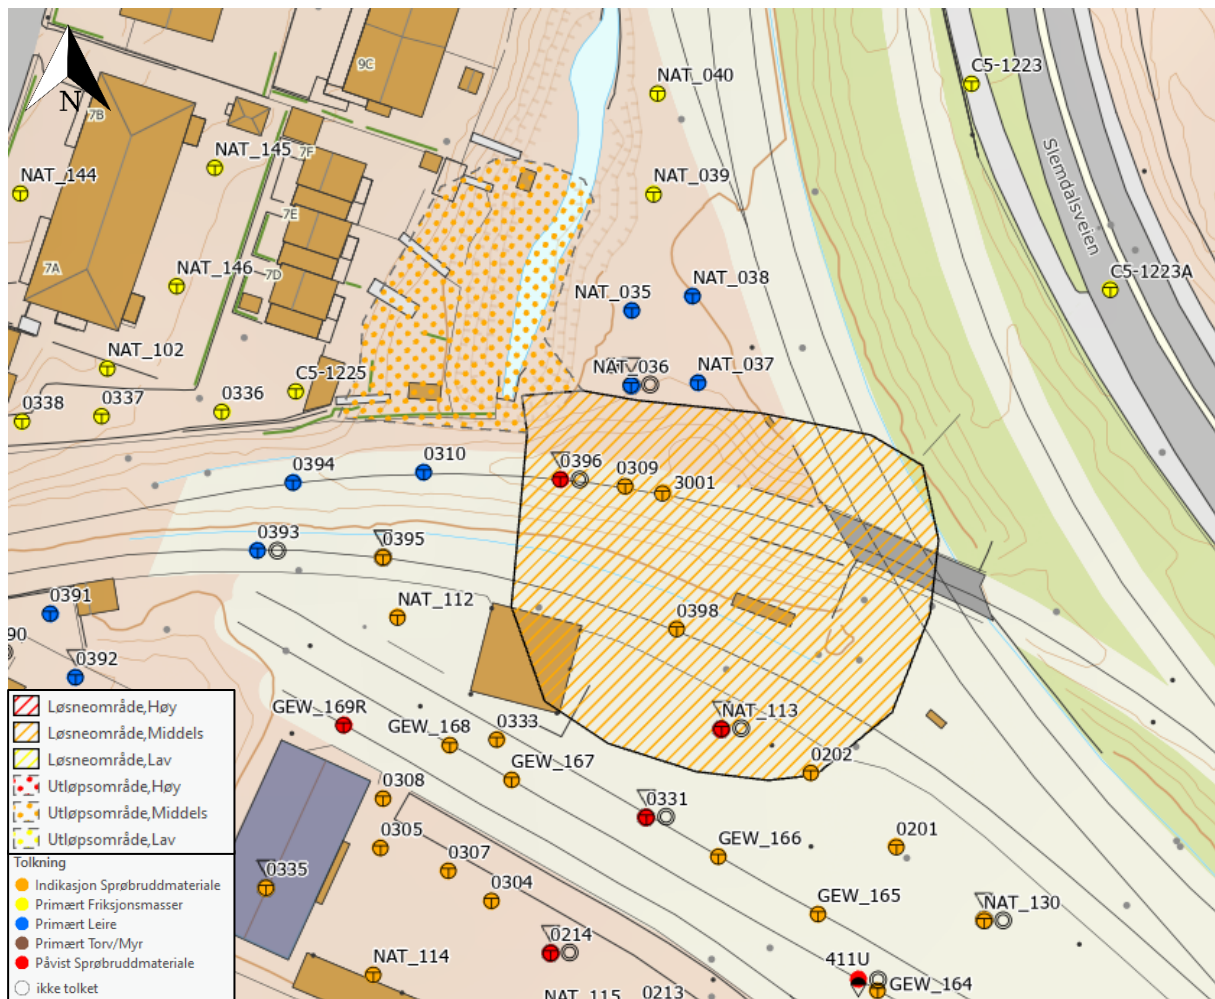 9C
NAT_040
C5-1223
N
7B
Slemdalsveien
NAT_145
7F
NAT_144
NAT_039
7E
7A
NAT_146
7D
NAT_035
NAT_038
C5-1223A
NAT_102
NAT_036
NAT_037
C5-1225
0338
0337
0336
0394
0310
0396
0309
3001
0393
0395
0391
NAT_112
0398
90
0392
GEW_169R
GEW_168
0333
NAT_113
GEW_167
0202
0308
0331
0305
0307
GEW_166
0201
0335
0304
GEW_165
NAT_130
0214
NAT_114
411U
GEW_164
NAT_115
0213
Løsneområde,Høy
Løsneområde,Middels
Løsneområde,Lav
Utløpsområde,Høy
Utløpsområde,Middels
Utløpsområde,Lav
Tolkning
Indikasjon Sprøbruddmateriale
Primært Friksjonsmasser
Primært Leire
Primært Torv/Myr
Påvist Sprøbruddmateriale
ikke tolket